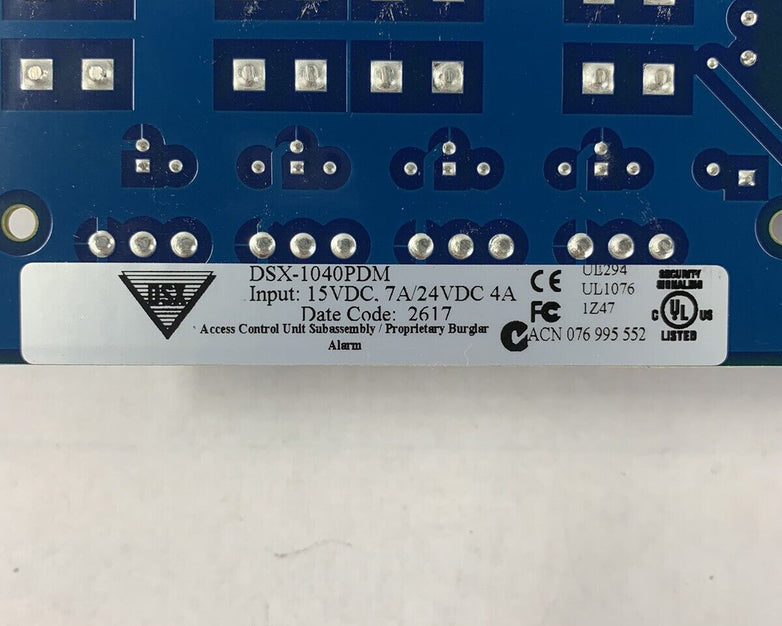 DSX
DSX-1040PDM
Input: 15VDC, 7A/24VDC 4A
Date Code: 2617
Access Control Unit Subassembly / Proprietary Burglar
Alarm
CE
FC
UL294
UL1076
1Z47
ACN 076 995 552
SECURITY
SIGNALING
C UL US
LISTED